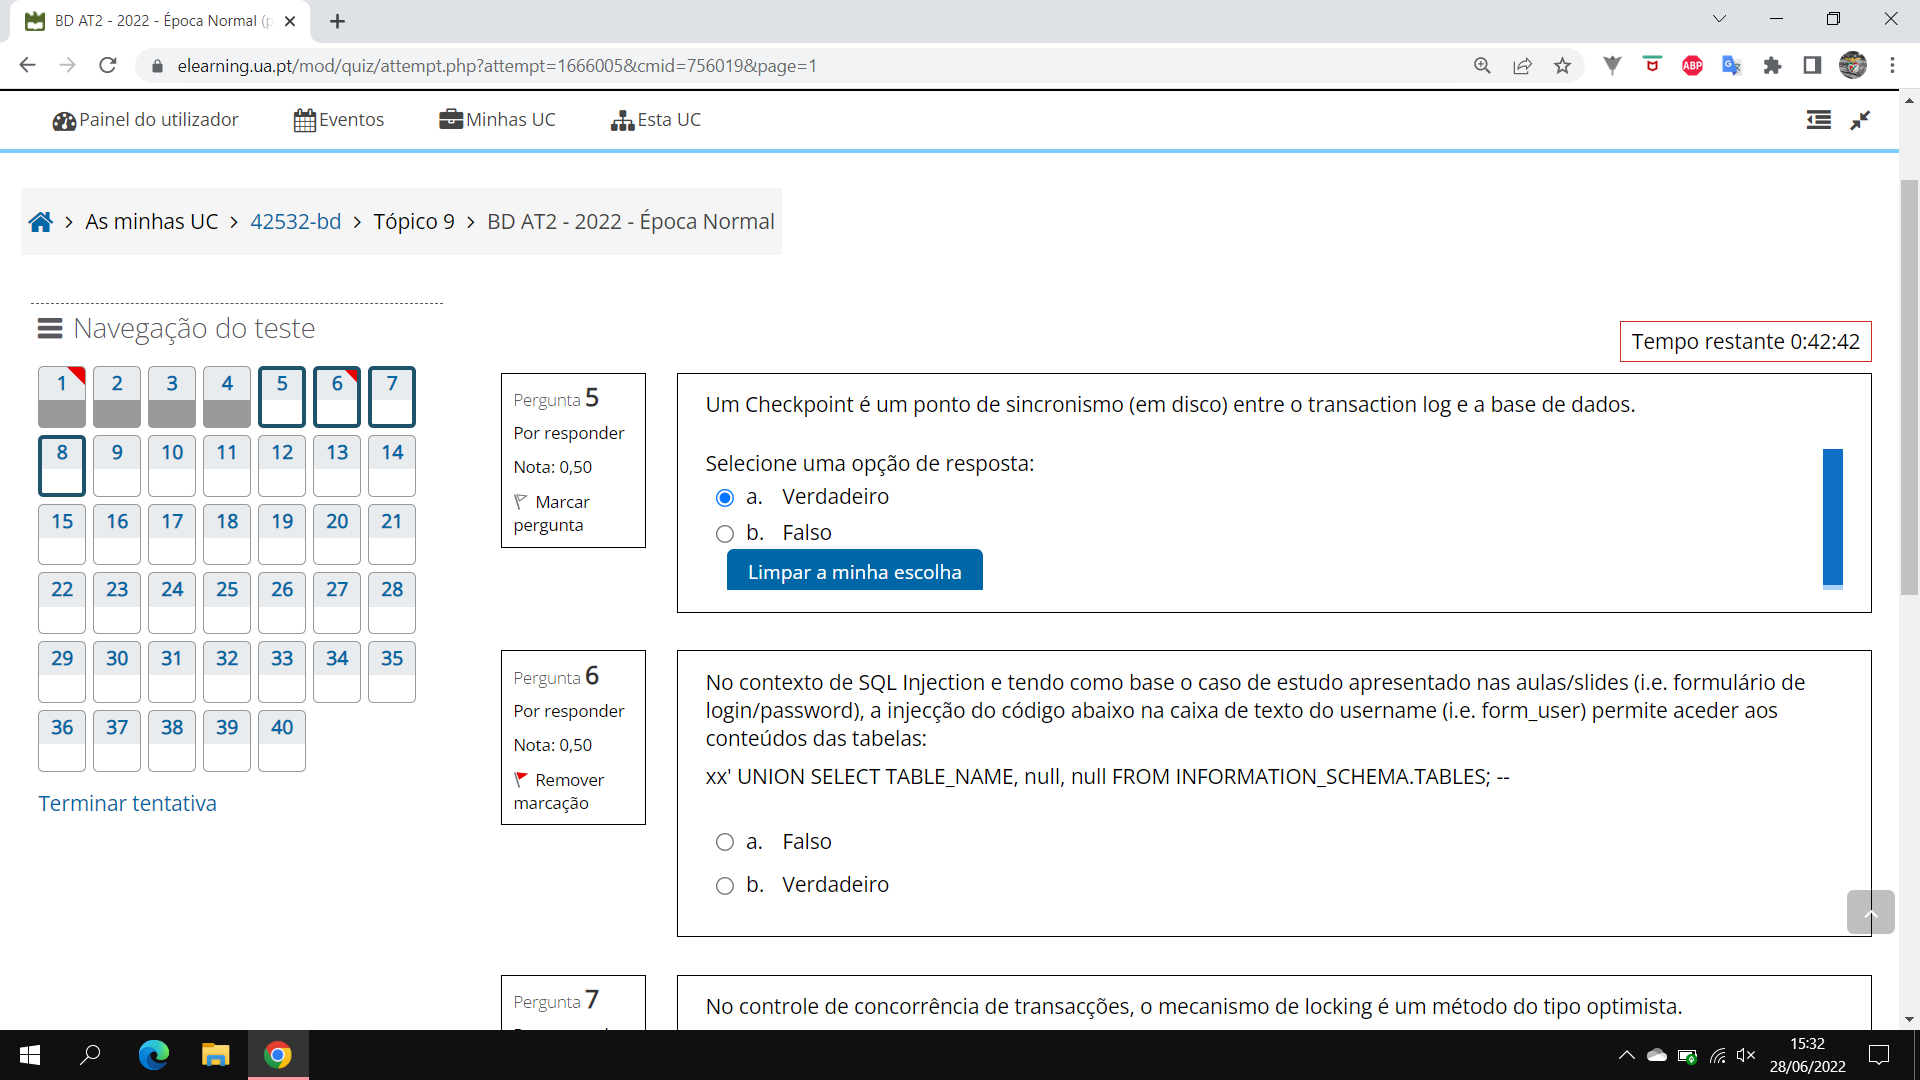 BD AT2 - 2022 - Época Normal (p
elearning.ua.pt/mod/quiz/attempt.php?attempt=1666005&cmid=756019&page=1
ABP
Painel do utilizador
Eventos
Minhas UC
Esta UC
> As minhas UC > 42532-bd > Tópico 9 > BD AT2 - 2022 - Época Normal
Navegação do teste
1 2 3 4 5 6 7
8 9 10 11 12 13 14
15 16 17 18 19 20 21
22 23 24 25 26 27 28
29 30 31 32 33 34 35
36 37 38 39 40
Terminar tentativa
Tempo restante 0:42:42
Pergunta 5
Por responder
Nota: 0,50
Marcar
pergunta
Um Checkpoint é um ponto de sincronismo (em disco) entre o transaction log e a base de dados.
Selecione uma opção de resposta:
a. Verdadeiro
b. Falso
Limpar a minha escolha
Pergunta 6
Por responder
Nota: 0,50
Remover
marcação
No contexto de SQL Injection e tendo como base o caso de estudo apresentado nas aulas/slides (i.e. formulário de
login/password), a injecção do código abaixo na caixa de texto do username (i.e. form_user) permite aceder aos
conteúdos das tabelas:
xx' UNION SELECT TABLE_NAME, null, null FROM INFORMATION_SCHEMA.TABLES; --
a. Falso
b. Verdadeiro
Pergunta 7
No controle de concorrência de transacções, o mecanismo de locking é um método do tipo optimista.
15:32
28/06/2022